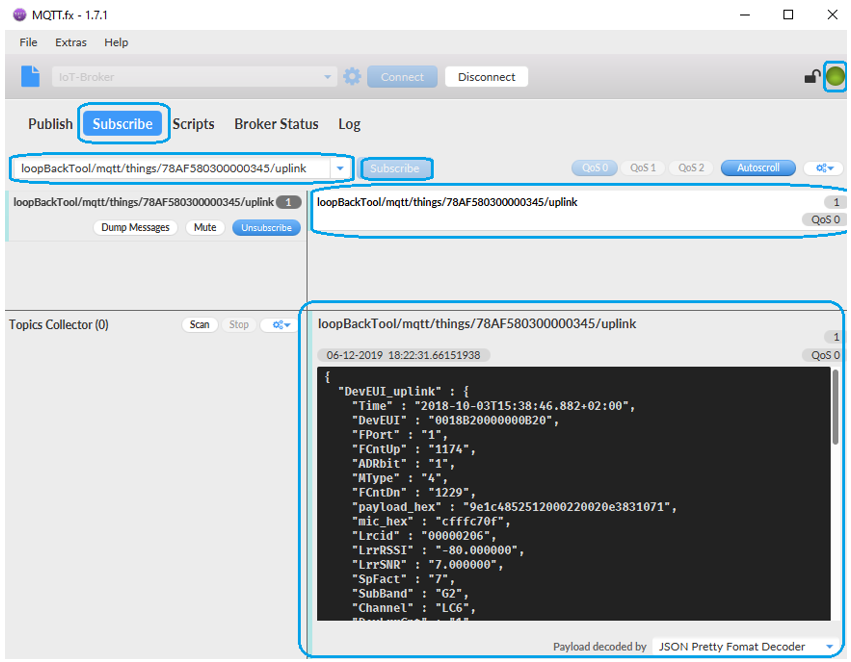 MQTT.fx - 1.7.1
File Extras Help
IoT-Broker Connect Disconnect
Publish Subscribe Scripts Broker Status Log
loopBackTool/mqtt/things/78AF580300000345/uplink Subscribe QoS 0 QoS 1 QoS 2 Autoscroll
loopBackTool/mqtt/things/78AF580300000345/uplink 1
Dump Messages Mute Unsubscribe
loopBackTool/mqtt/things/78AF580300000345/uplink 1
QoS 0
Topics Collector (0) Scan Stop
loopBackTool/mqtt/things/78AF580300000345/uplink
1
06-12-2019 18:22:31.66151938 QoS 0
{
"DevEUI_uplink" : {
"Time" : "2018-10-03T15:38:46.882+02:00",
"DevEUI" : "0018B20000000B20",
"FPort" : "1",
"FCntUp" : "1174",
"ADRbit" : "1",
"MType" : "4",
"FCntDn" : "1229",
"payload_hex" : "9e1c4852512000220020e3831071",
"mic_hex" : "cfffc70f",
"Lrcid" : "00000206",
"LrrRSSI" : "-80.000000",
"LrrSNR" : "7.000000",
"SpFact" : "7",
"SubBand" : "G2",
"Channel" : "LC6",
"DevLrrCnt" : "1"
Payload decoded by JSON Pretty Fomat Decoder